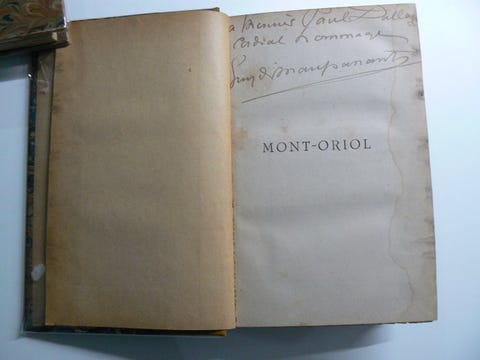 à Monsieur Paul
Cordial hommage
Guy de Maupassant
MONT-ORIOL